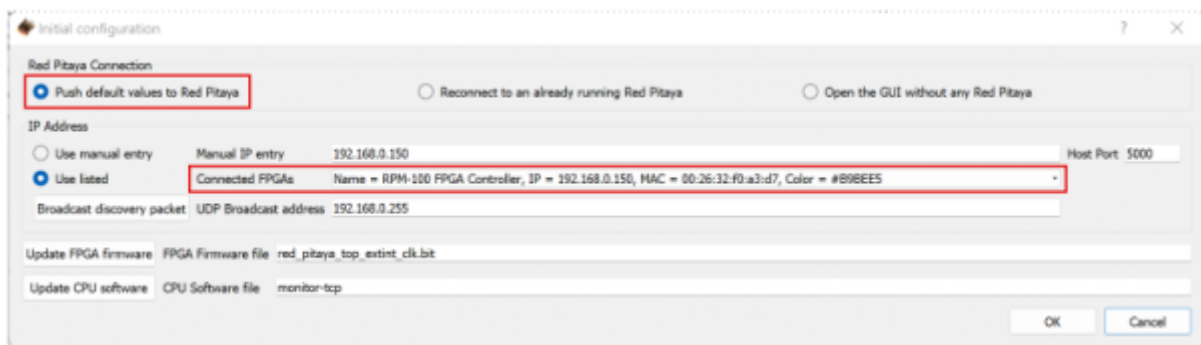 Initial configuration ?
Red Pitaya Connection
Push default values to Red Pitaya Reconnect to an already running Red Pitaya Open the GUI without any Red Pitaya
IP Address
Use manual entry Manual IP entry 192.168.0.150 Host Port 5000
Use listed Connected FPGAs Name = RPM-100 FPGA Controller, IP = 192.168.0.150, MAC = 00:26:32:f0:a3:d7, Color = #B9BEE5
Broadcast discovery packet UDP Broadcast address 192.168.0.255
Update FPGA firmware FPGA Firmware file red_pitaya_top_extint_clk.bit
Update CPU software CPU Software file monitor-tcp
OK Cancel